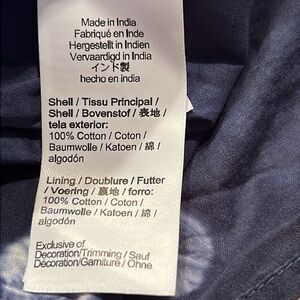 Made in India
Fabriqué en Inde
Hergestellt in Indien
Vervaardigd in India
インド製
hecho en india
Shell / Tissu Principal /
Shell / Bovenstof / 表地 /
tela exterior:
100% Cotton / Coton /
Baumwolle / Katoen / 綿 /
algodón
Lining / Doublure / Futter
/ Voering / 裏地 / forro:
100% Cotton / Coton /
Baumwolle / Katoen / 綿 /
algodón
Exclusive of
Decoration/Trimming / Sauf
Décoration/Garniture / Ohne